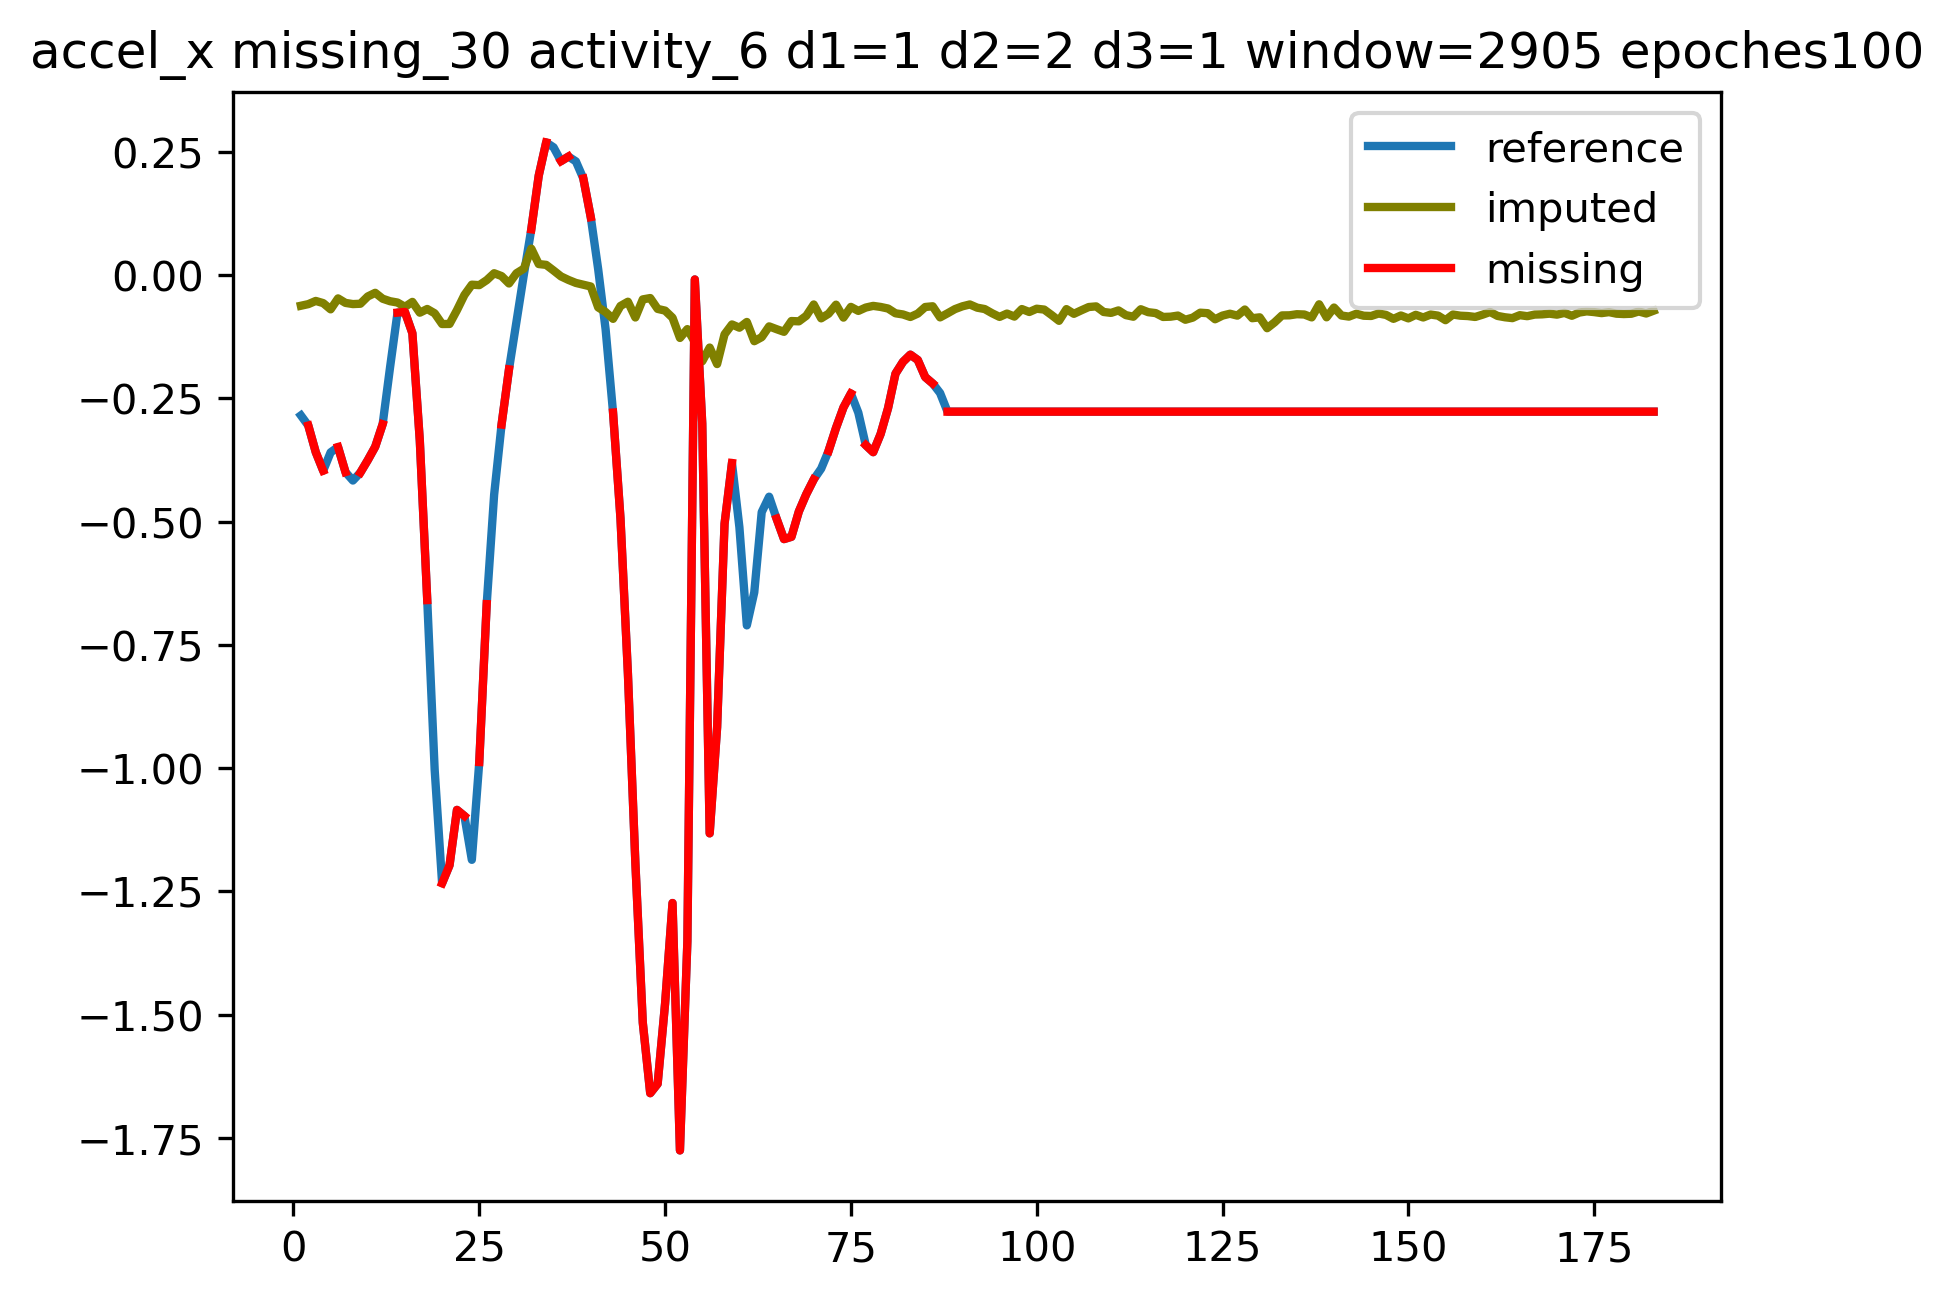 accel_x missing_30 activity_6 d1=1 d2=2 d3=1 window=2905 epoches100
reference
imputed
missing
0.25
0.00
−0.25
−0.50
−0.75
−1.00
−1.25
−1.50
−1.75
0 25 50 75 100 125 150 175